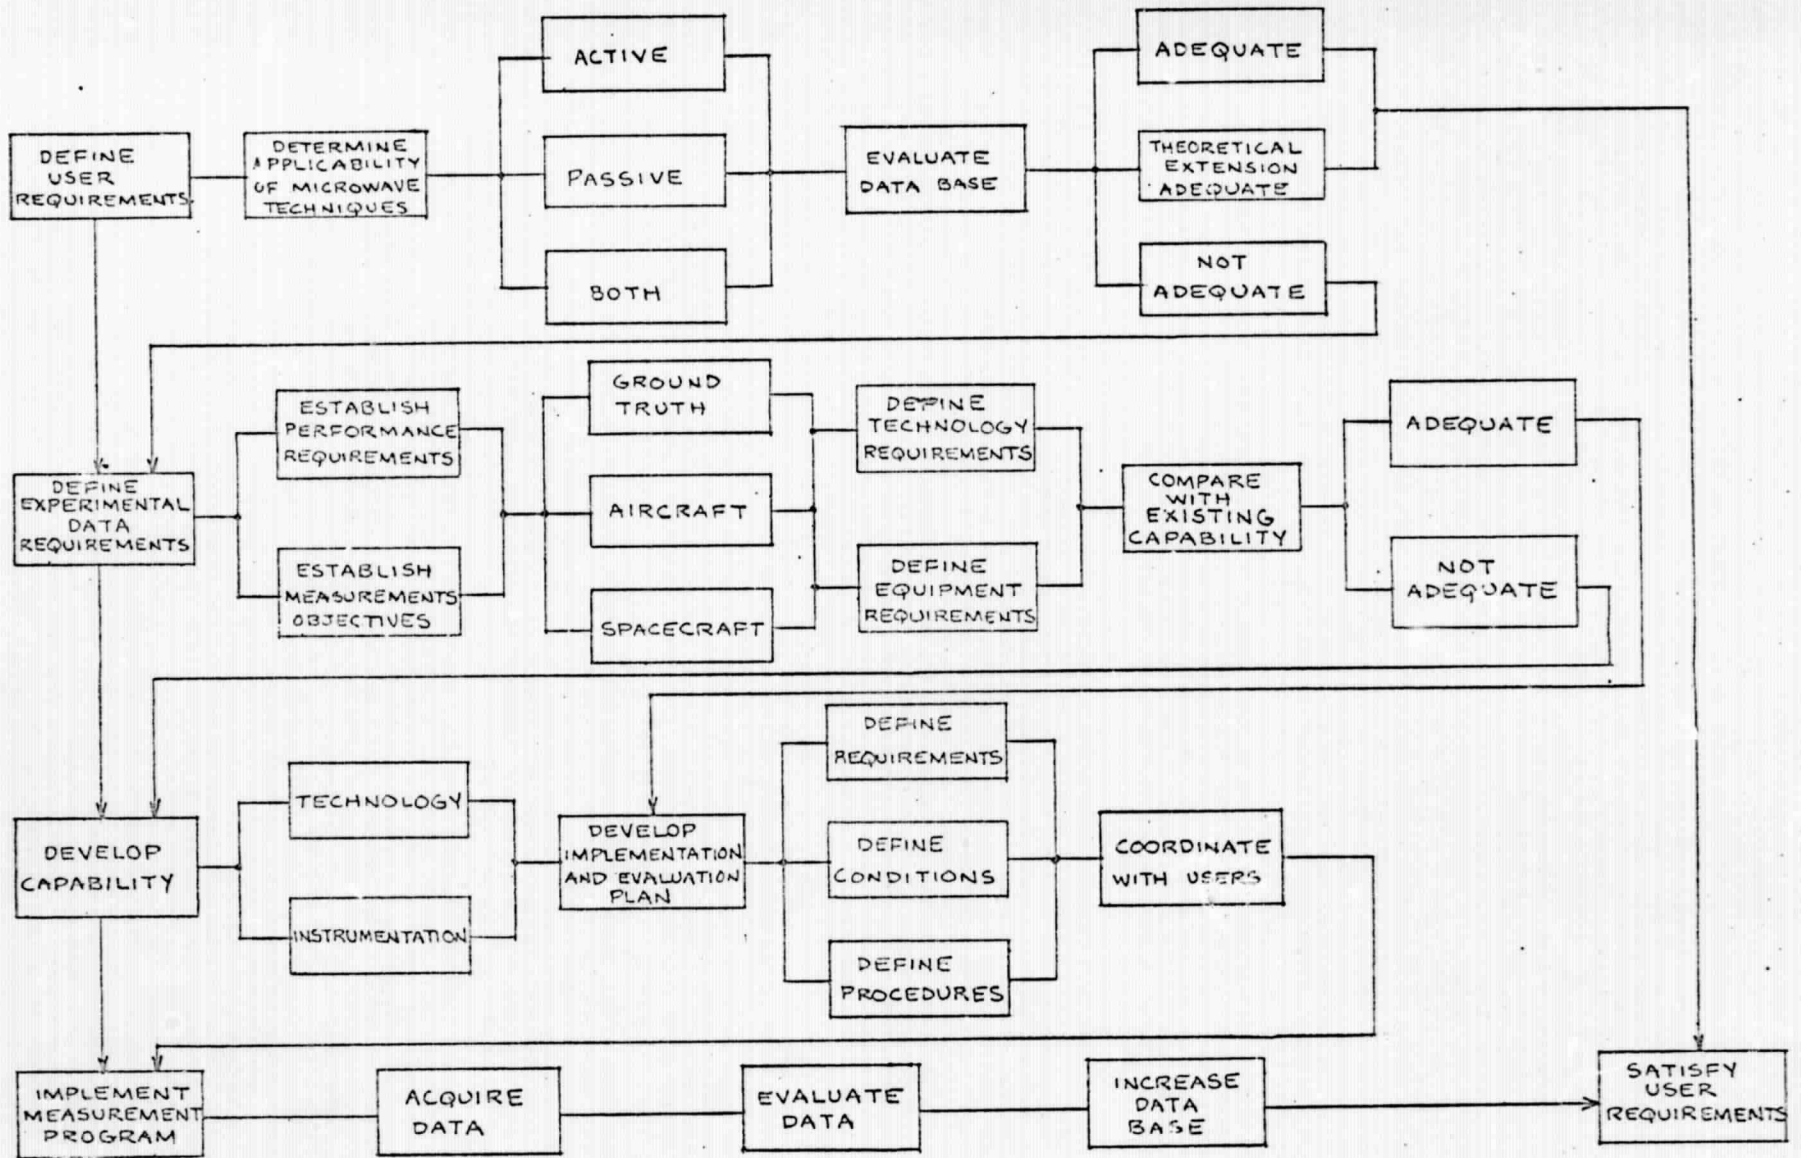 DEFINE
USER
REQUIREMENTS
DETERMINE
APPLICABILITY
OF MICROWAVE
TECHNIQUES
ACTIVE
PASSIVE
BOTH
EVALUATE
DATA BASE
ADEQUATE
THEORETICAL
EXTENSION
ADEQUATE
NOT
ADEQUATE
DEFINE
EXPERIMENTAL
DATA
REQUIREMENTS
ESTABLISH
PERFORMANCE
REQUIREMENTS
ESTABLISH
MEASUREMENTS
OBJECTIVES
GROUND
TRUTH
AIRCRAFT
SPACECRAFT
DEFINE
TECHNOLOGY
REQUIREMENTS
DEFINE
EQUIPMENT
REQUIREMENTS
COMPARE
WITH
EXISTING
CAPABILITY
ADEQUATE
NOT
ADEQUATE
DEVELOP
CAPABILITY
TECHNOLOGY
INSTRUMENTATION
DEVELOP
IMPLEMENTATION
AND EVALUATION
PLAN
DEFINE
REQUIREMENTS
DEFINE
CONDITIONS
DEFINE
PROCEDURES
COORDINATE
WITH USERS
IMPLEMENT
MEASUREMENT
PROGRAM
ACQUIRE
DATA
EVALUATE
DATA
INCREASE
DATA
BASE
SATISFY
USER
REQUIREMENTS